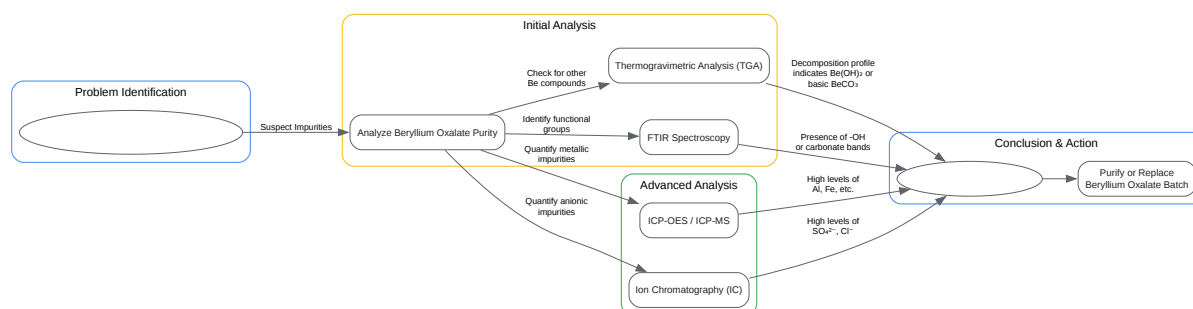 Problem Identification
Suspect Impurities
Initial Analysis
Analyze Beryllium Oxalate Purity
Check for other
Be compounds
Thermogravimetric Analysis (TGA)
Identify functional
groups
FTIR Spectroscopy
Quantify metallic
impurities
Quantify anionic
impurities
Advanced Analysis
ICP-OES / ICP-MS
Ion Chromatography (IC)
Decomposition profile
indicates Be(OH)₂ or
basic BeCO₃
Presence of -OH
or carbonate bands
High levels of
Al, Fe, etc.
High levels of
SO₄²⁻, Cl⁻
Conclusion & Action
Purify or Replace
Beryllium Oxalate Batch